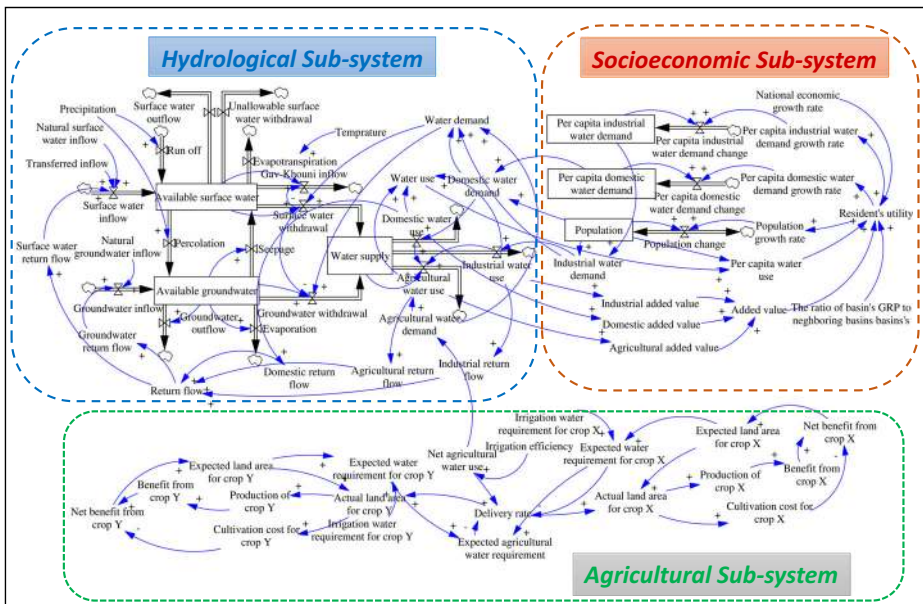 Hydrological Sub-system
Socioeconomic Sub-system
Precipitation
Surface water
outflow
Unallowable surface
water withdrawal
Natural surface
water inflow
Temprature
Water demand
Transferred inflow
Run off
Evapotranspiration
Gav-Khouni inflow
Surface water
inflow
Available surface water
Surface water
withdrawal
Water use
Domestic water
demand
Domestic water
use
Surface water
return flow
Natural
groundwater inflow
Percolation
Seepage
Water supply
Agricultural
water use
Industrial water
use
Groundwater inflow
Available groundwater
Groundwater
outflow
Groundwater withdrawal
Evaporation
Agricultural water
demand
Groundwater
return flow
Return flow
Domestic return
flow
Agricultural return
flow
Industrial return
flow
National economic
growth rate
Per capita industrial
water demand
Per capita industrial
water demand change
Per capita industrial water
demand growth rate
Per capita domestic
water demand
Per capita domestic
water demand change
Per capita domestic water
demand growth rate
Resident's utility
Population
Population change
Population
growth rate
Industrial water
demand
Per capita water
use
Industrial added value
Domestic added value
Added value
The ratio of basin's GRP to
neighboring basins basins's
Agricultural added value
Irrigation water
requirement for crop X
Irrigation efficiency
Expected water
requirement for crop X
Expected land area
for crop X
Net benefit from
crop X
Net agricultural
water use
Expected water
requirement for crop Y
Expected land area
for crop Y
Benefit from
crop Y
Production of
crop Y
Actual land area
for crop Y
Net benefit from
crop Y
Cultivation cost for
crop Y
Irrigation water
requirement for crop Y
Delivery rate
Expected agricultural
water requirement
Actual land area
for crop X
Production of
crop X
Benefit from
crop X
Cultivation cost for
crop X
Agricultural Sub-system